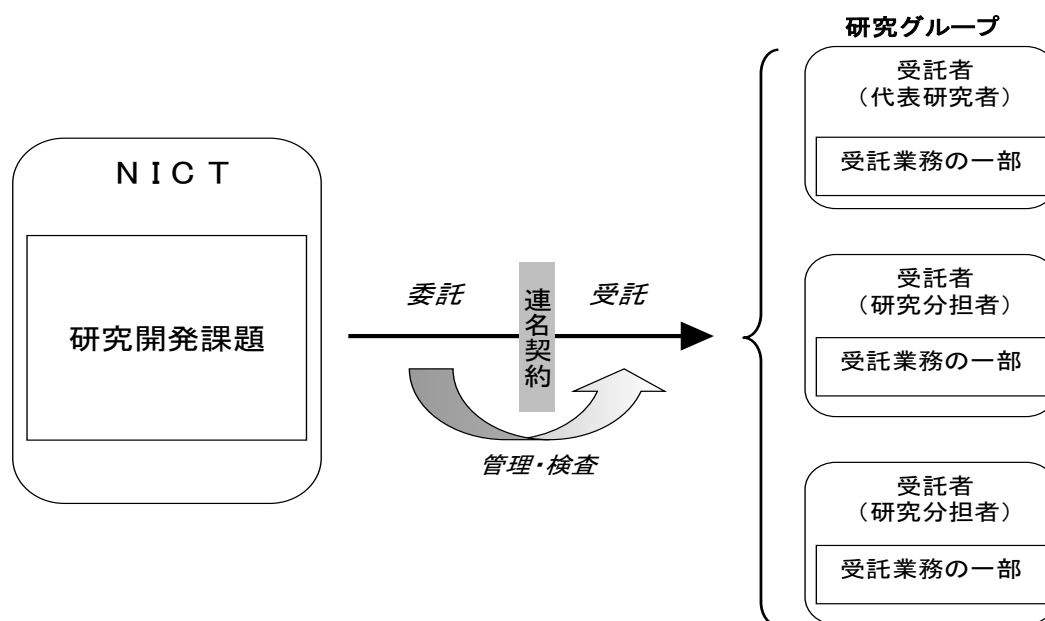 研究グループ
受託者
（代表研究者）
受託業務の一部
ＮＩＣＴ
研究開発課題
委託
連名契約
受託
管理・検査
受託者
（研究分担者）
受託業務の一部
受託者
（研究分担者）
受託業務の一部